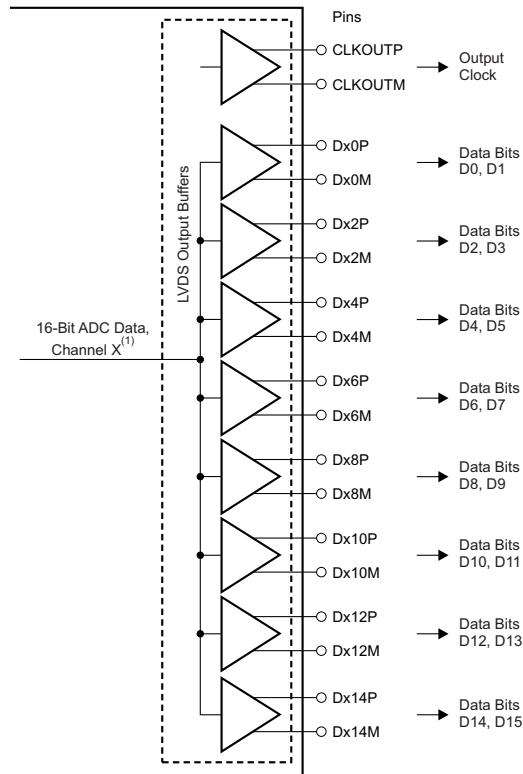 Pins
CLKOUTP
CLKOUTM
Output
Clock
LVDS Output Buffers
Dx0P
Dx0M
Data Bits
D0, D1
Dx2P
Dx2M
Data Bits
D2, D3
16-Bit ADC Data,
Channel X(1)
Dx4P
Dx4M
Data Bits
D4, D5
Dx6P
Dx6M
Data Bits
D6, D7
Dx8P
Dx8M
Data Bits
D8, D9
Dx10P
Dx10M
Data Bits
D10, D11
Dx12P
Dx12M
Data Bits
D12, D13
Dx14P
Dx14M
Data Bits
D14, D15